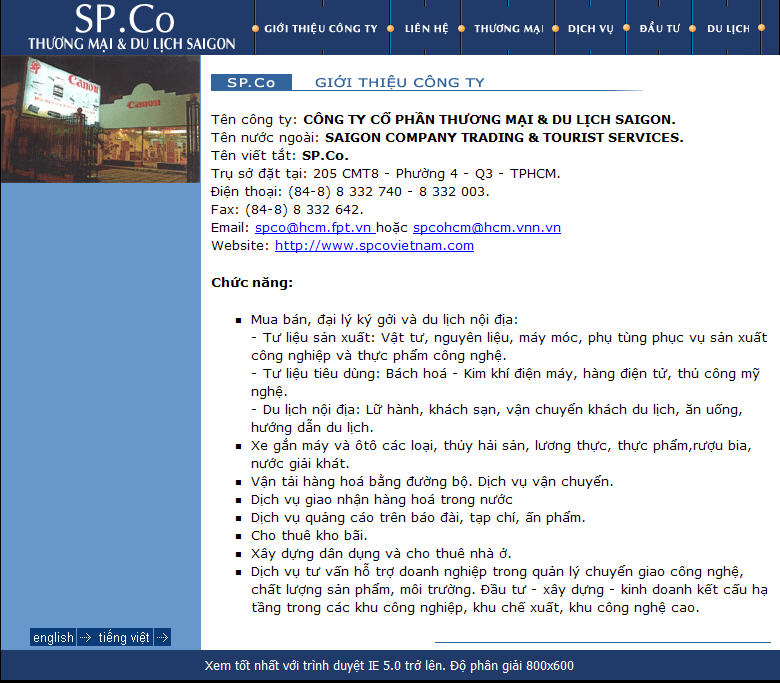 SP.Co
THƯƠNG MẠI & DU LỊCH SAIGON
GIỚI THIỆU CÔNG TY
LIÊN HỆ
THƯƠNG MẠI
DỊCH VỤ
ĐẦU TƯ
DU LỊCH
Canon
Canon
SP.Co GIỚI THIỆU CÔNG TY
Tên công ty: CÔNG TY CỔ PHẦN THƯƠNG MẠI & DU LỊCH SAIGON.
Tên nước ngoài: SAIGON COMPANY TRADING & TOURIST SERVICES.
Tên viết tắt: SP.Co.
Trụ sở đặt tại: 205 CMT8 - Phường 4 - Q3 - TPHCM.
Điện thoại: (84-8) 8 332 740 - 8 332 003.
Fax: (84-8) 8 332 642.
Email: spco@hcm.fpt.vn hoặc spcohcm@hcm.vnn.vn
Website: http://www.spcovietnam.com
Chức năng:
Mua bán, đại lý ký gởi và du lịch nội địa:
- Tư liệu sản xuất: Vật tư, nguyên liệu, máy móc, phụ tùng phục vụ sản xuất
công nghiệp và thực phẩm công nghệ.
- Tư liệu tiêu dùng: Bách hoá - Kim khí điện máy, hàng điện tử, thủ công mỹ
nghệ.
- Du lịch nội địa: Lữ hành, khách sạn, vận chuyển khách du lịch, ăn uống,
hướng dẫn du lịch.
Xe gắn máy và ôtô các loại, thủy hải sản, lương thực, thực phẩm,rượu bia,
nước giải khát.
Vận tải hàng hoá bằng đường bộ. Dịch vụ vận chuyển.
Dịch vụ giao nhận hàng hoá trong nước
Dịch vụ quảng cáo trên báo đài, tạp chí, ấn phẩm.
Cho thuê kho bãi.
Xây dựng dân dụng và cho thuê nhà ở.
Dịch vụ tư vấn hỗ trợ doanh nghiệp trong quản lý chuyển giao công nghệ,
chất lượng sản phẩm, môi trường. Đầu tư - xây dựng - kinh doanh kết cấu hạ
tầng trong các khu công nghiệp, khu chế xuất, khu công nghệ cao.
english tiếng việt
Xem tốt nhất với trình duyệt IE 5.0 trở lên. Độ phân giải 800x600